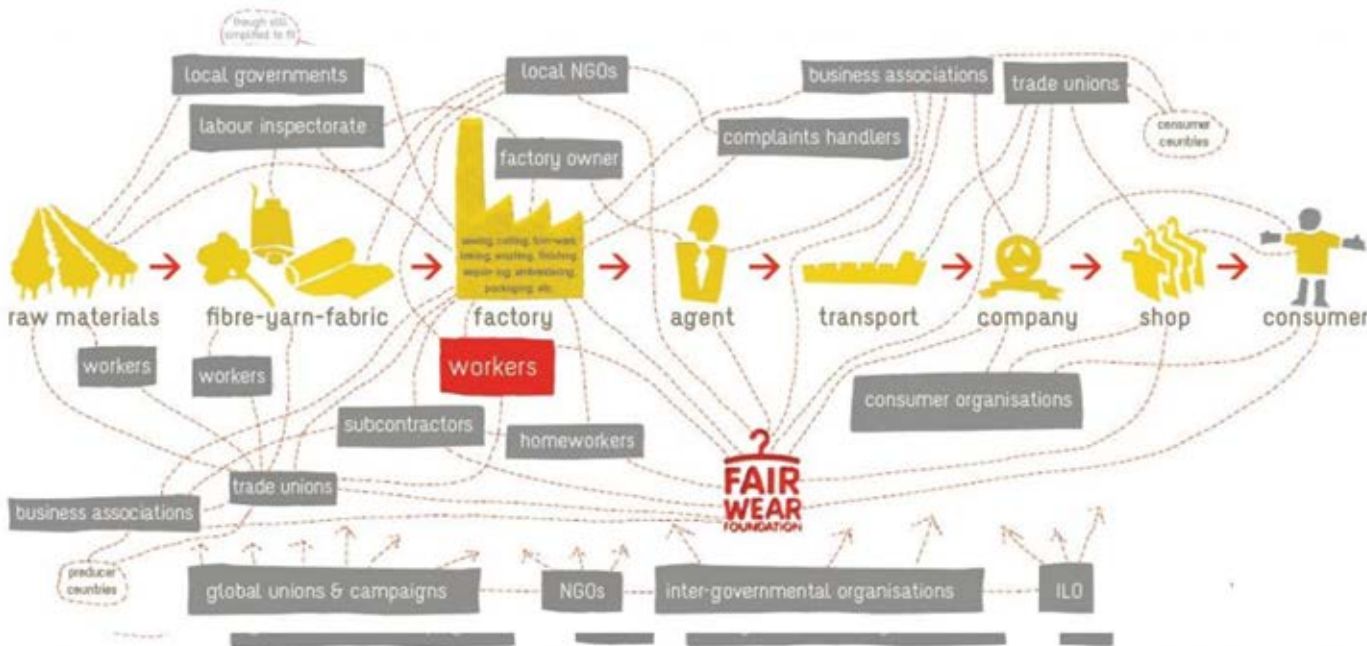 though still
simplified to fit
local governments
local NGOs
business associations
trade unions
labour inspectorate
complaints handlers
consumer
countries
factory owner
packaging, etc.
raw materials
fibre-yarn-fabric
factory
agent
transport
company
shop
consumer
workers
workers
workers
consumer organisations
subcontractors
homeworkers
FAIR
WEAR
FOUNDATION
trade unions
business associations
producer
countries
global unions & campaigns
NGOs
inter-governmental organisations
ILO